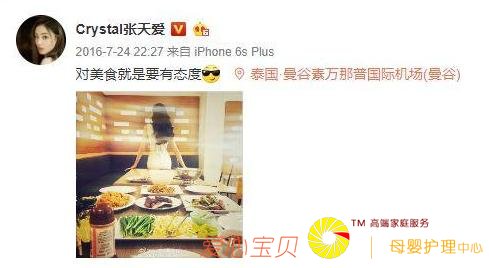 Crystal张天爱
2016-7-24 22:27 来自 iPhone 6s Plus
对美食就是要有态度 泰国·曼谷素万那普国际机场(曼谷)
TM 高端家庭服务
宝贝 母婴护理中心